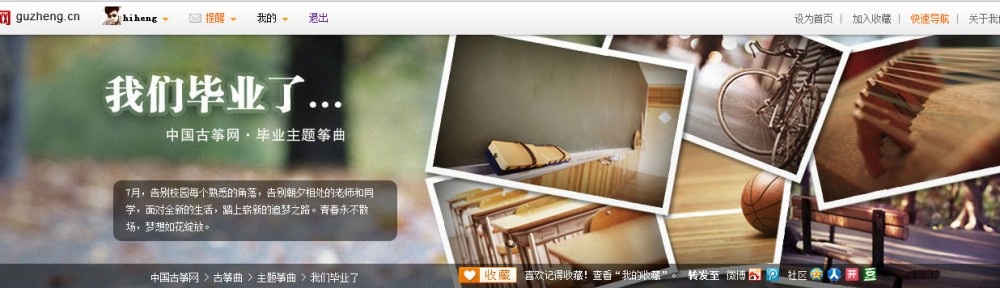 网 guzheng.cn hiheng 提醒 我的 退出 设为首页 | 加入收藏 | 快速导航 | 关于我们
我们毕业了...
中国古筝网·毕业主题筝曲
7月，告别校园每个熟悉的角落，告别朝夕相处的老师和同
学，面对全新的生活，踏上崭新的追梦之路。青春永不散
场，梦想如花绽放。
中国古筝网 > 古筝曲 > 主题筝曲 > 我们毕业了
收藏 喜欢记得收藏！查看“我的收藏”。 转发至 微博 社区 人 开 豆